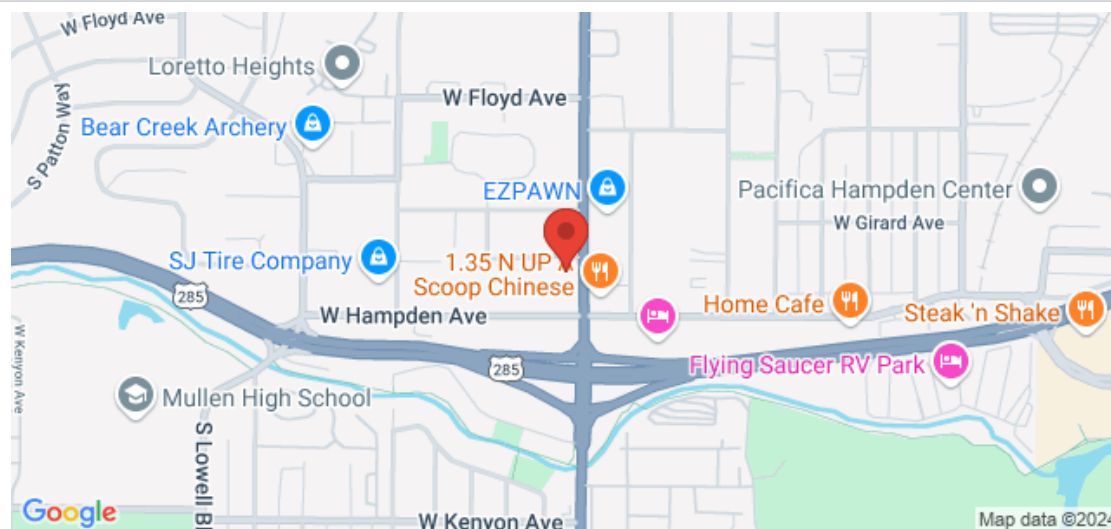 W Floyd Ave
Loretto Heights
W Floyd Ave
S Patton Way
Bear Creek Archery
EZPAWN
Pacifica Hampden Center
W Girard Ave
SJ Tire Company
1.35 N UP A
Scoop Chinese
285
W Hampden Ave
Home Cafe
Steak 'n Shake
W Kenyon Ave
285
Flying Saucer RV Park
Mullen High School
S Lowell Bl
Google
W Kenyon Ave
Map data ©2024